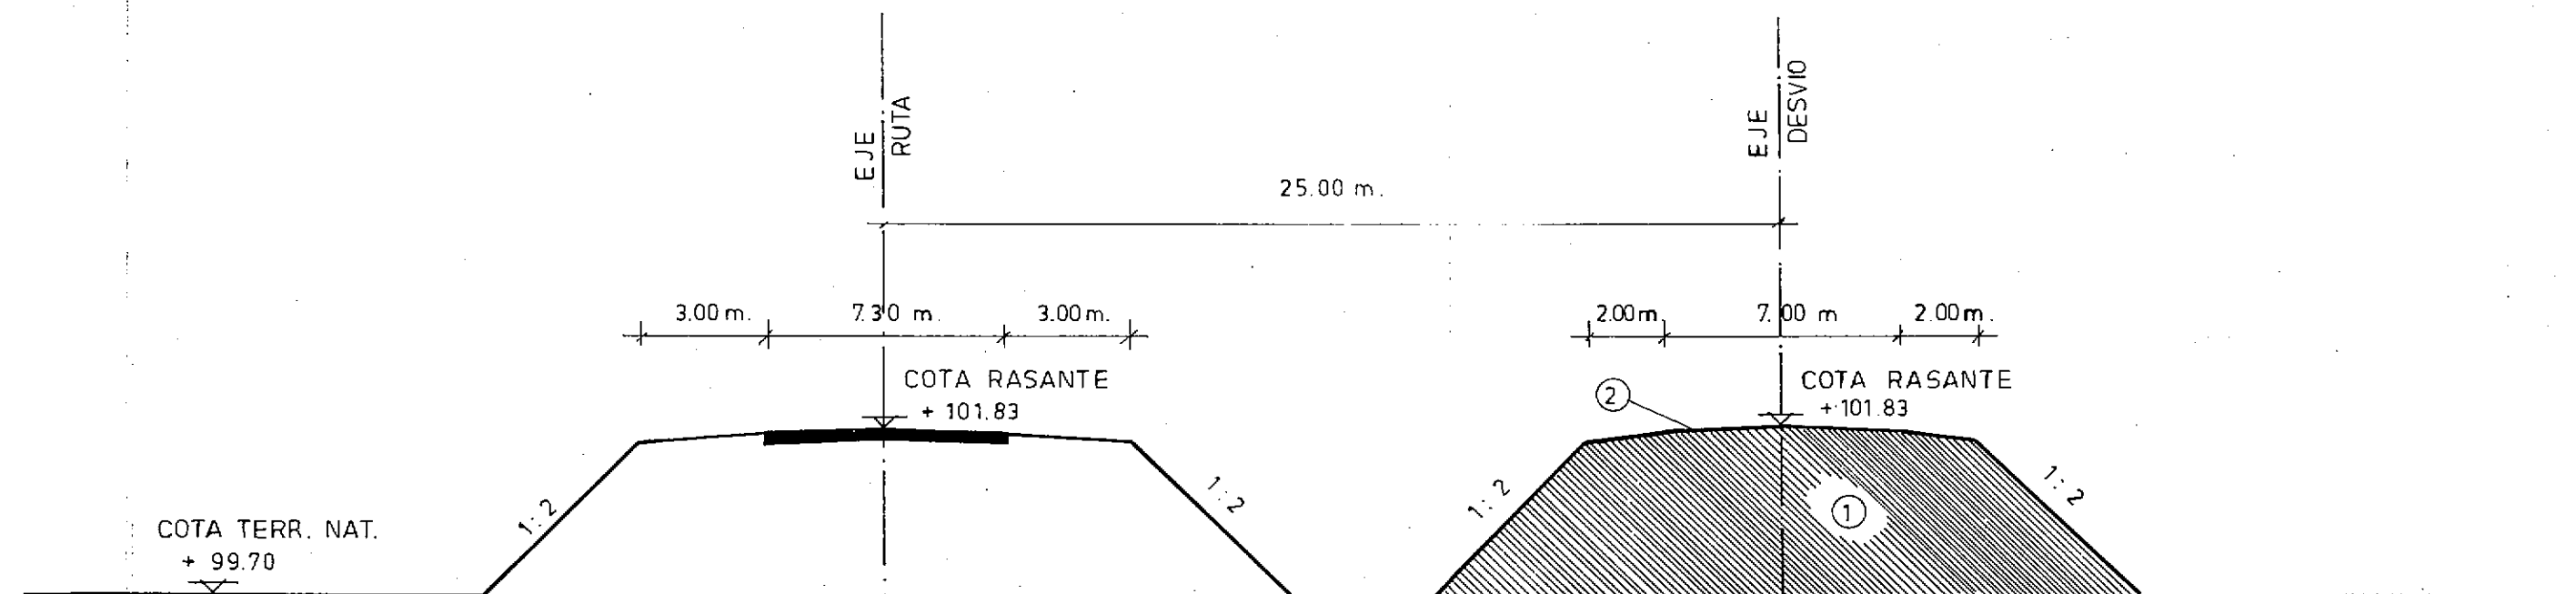 EJE
RUTA
EJE
DESVIO
25.00 m.
3.00 m.
7.30 m.
3.00 m.
2.00 m.
7.00 m
2.00 m.
COTA RASANTE
+ 101.83
2
COTA RASANTE
+ 101.83
1:2
1:2
1:2
1
1:2
COTA TERR. NAT.
+ 99.70